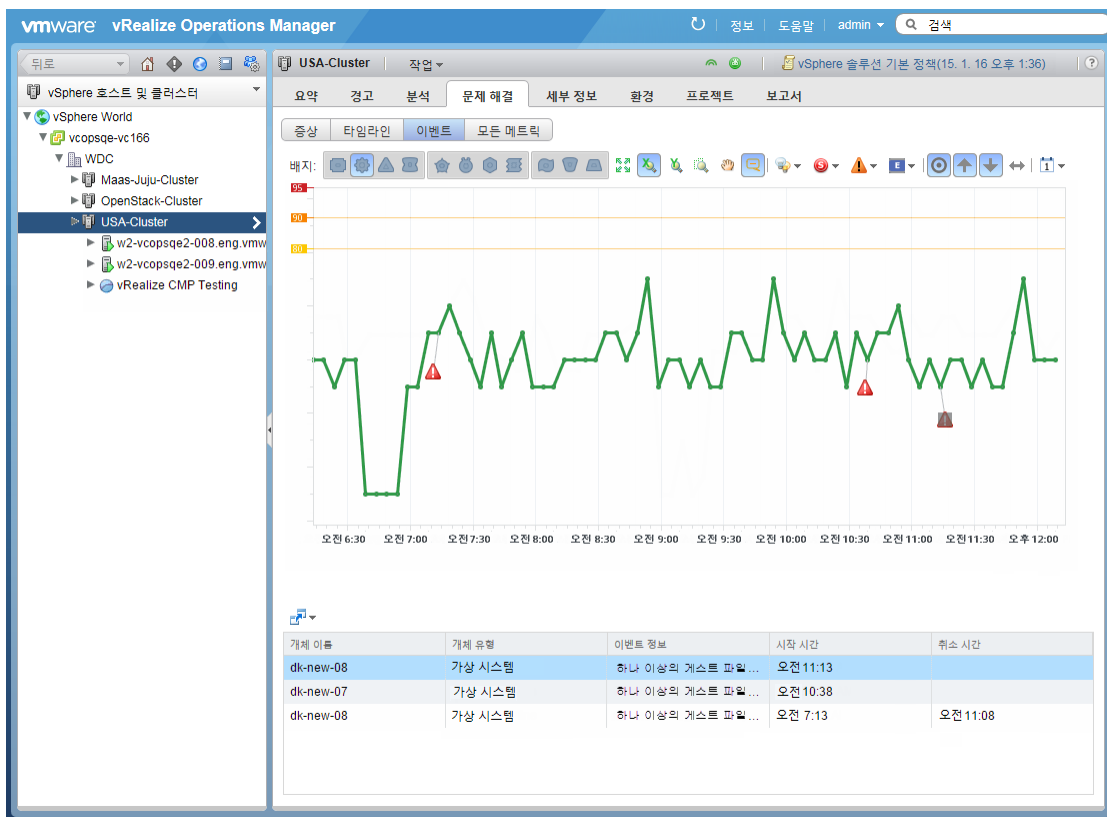 vmware vRealize Operations Manager 정보 도움말 admin 검색
뒤로
USA-Cluster 작업 vSphere 솔루션 기본 정책(15. 1. 16 오후 1:36) ?
vSphere 호스트 및 클러스터
vSphere World
vcopsqe-vc166
WDC
Maas-Juju-Cluster
OpenStack-Cluster
USA-Cluster
w2-vcopsqe2-008.eng.vmw
w2-vcopsqe2-009.eng.vmw
vRealize CMP Testing
요약 경고 분석 문제 해결 세부 정보 환경 프로젝트 보고서
증상 타임라인 이벤트 모든 메트릭
배지: S E 1
95
90
80
오전 6:30 오전 7:00 오전 7:30 오전 8:00 오전 8:30 오전 9:00 오전 9:30 오전 10:00 오전 10:30 오전 11:00 오전 11:30 오후 12:00
개체 이름 개체 유형 이벤트 정보 시작 시간 취소 시간
dk-new-08 가상 시스템 하나 이상의 게스트 파일... 오전 11:13
dk-new-07 가상 시스템 하나 이상의 게스트 파일... 오전 10:38
dk-new-08 가상 시스템 하나 이상의 게스트 파일... 오전 7:13 오전 11:08